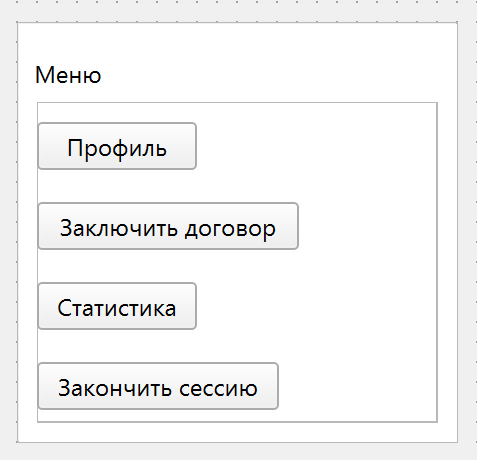 Меню
Профиль
Заключить договор
Статистика
Закончить сессию